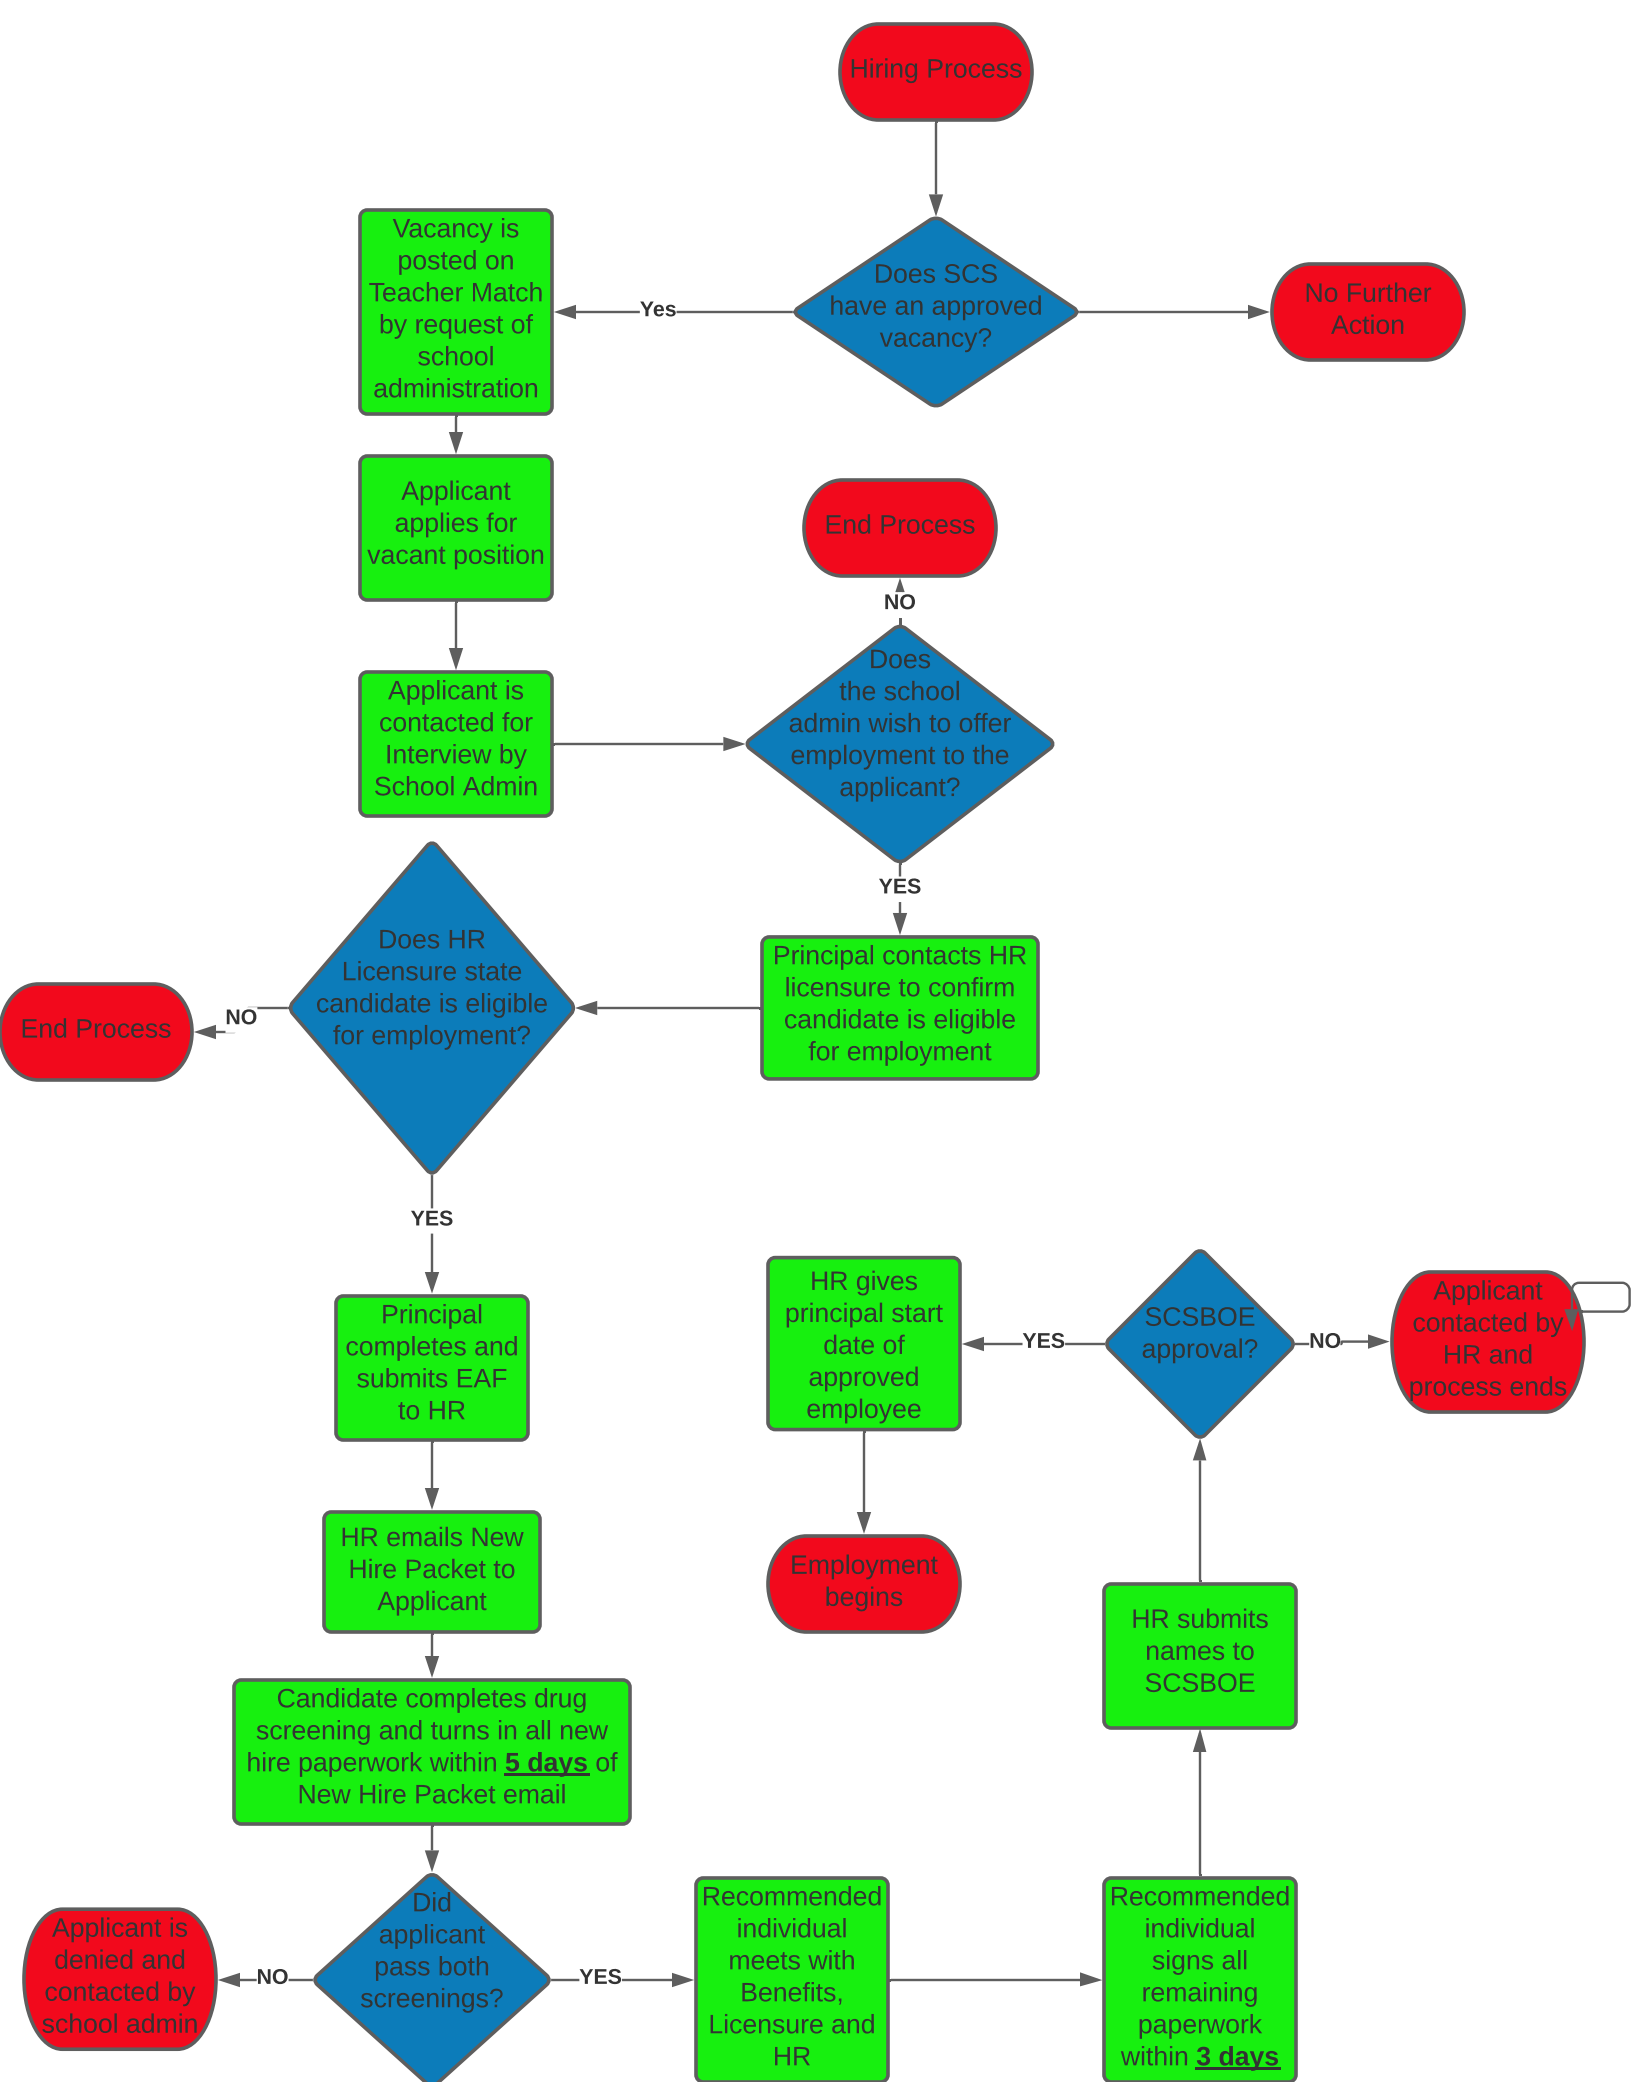 Hiring Process
Does SCS
have an approved
vacancy?
Yes
No Further
Action
Vacancy is
posted on
Teacher Match
by request of
school
administration
Applicant
applies for
vacant position
End Process
NO
Applicant is
contacted for
Interview by
School Admin
Does
the school
admin wish to offer
employment to the
applicant?
YES
Principal contacts HR
licensure to confirm
candidate is eligible
for employment
Does HR
Licensure state
candidate is eligible
for employment?
NO
End Process
YES
Principal
completes and
submits EAF
to HR
HR emails New
Hire Packet to
Applicant
Candidate completes drug
screening and turns in all new
hire paperwork within 5 days of
New Hire Packet email
Did
applicant
pass both
screenings?
NO
Applicant is
denied and
contacted by
school admin
YES
Recommended
individual
meets with
Benefits,
Licensure and
HR
Recommended
individual
signs all
remaining
paperwork
within 3 days
HR submits
names to
SCSBOE
SCSBOE
approval?
NO
Applicant
contacted by
HR and
process ends
YES
HR gives
principal start
date of
approved
employee
Employment
begins